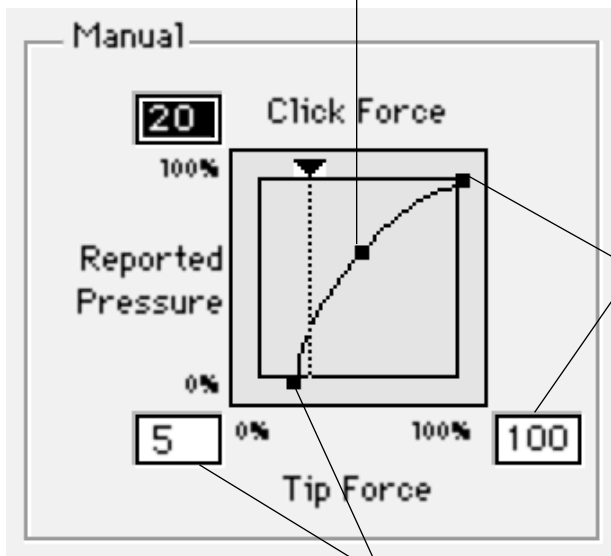 Manual
20
Click Force
100%
Reported
Pressure
0%
5
0%
100%
100
Tip Force